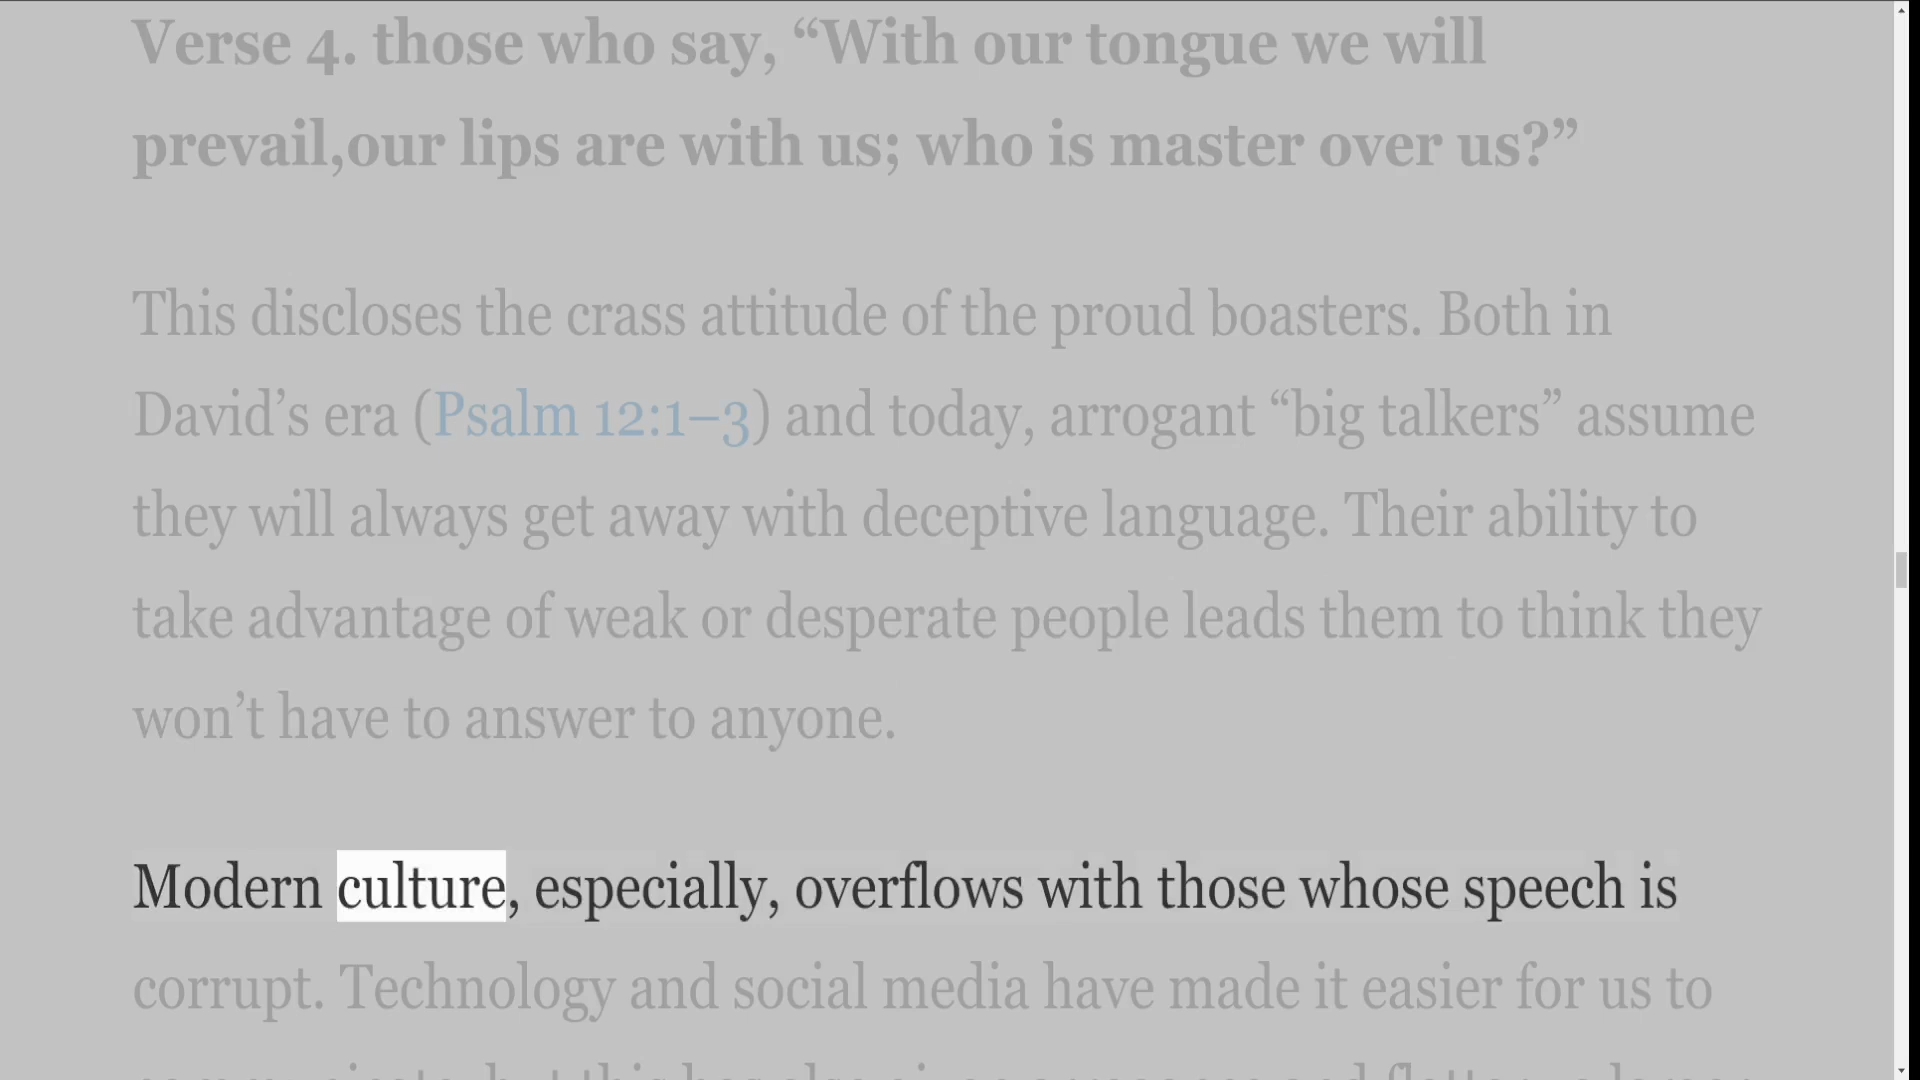 Verse 4. those who say, “With our tongue we will
prevail,our lips are with us; who is master over us?”
This discloses the crass attitude of the proud boasters. Both in
David’s era (Psalm 12:1–3) and today, arrogant “big talkers” assume
they will always get away with deceptive language. Their ability to
take advantage of weak or desperate people leads them to think they
won’t have to answer to anyone.
Modern culture, especially, overflows with those whose speech is
corrupt. Technology and social media have made it easier for us to